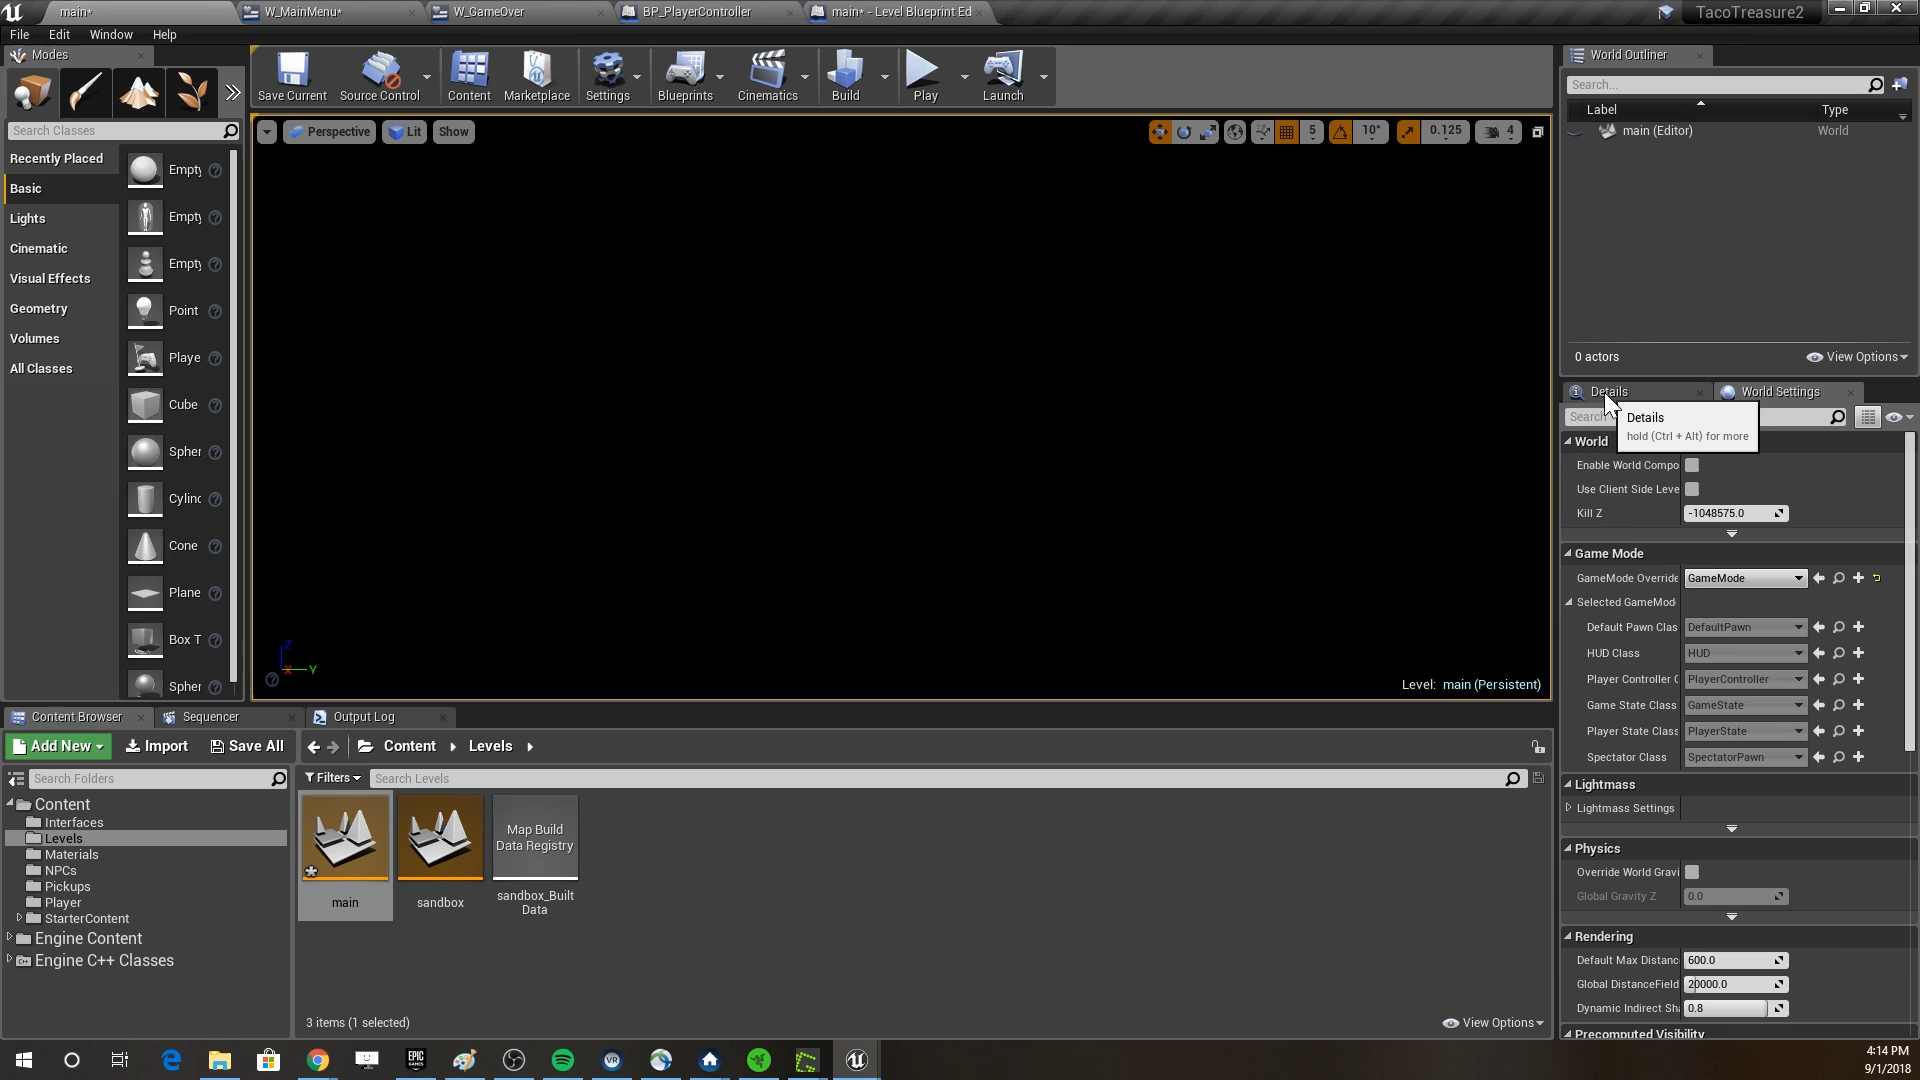 main*
W_MainMenu*
W_GameOver
BP_PlayerController
main* - Level Blueprint Ed
TacoTreasure2
File Edit Window Help
Modes
Save Current
Source Control
Content
Marketplace
Settings
Blueprints
Cinematics
Build
Play
Launch
World Outliner
Search...
Label Type
main (Editor) World
0 actors
View Options
Search Classes
Recently Placed
Basic
Lights
Cinematic
Visual Effects
Geometry
Volumes
All Classes
Empty
Empty
Empty
Point
Playe
Cube
Spher
Cylind
Cone
Plane
Box T
Spher
Perspective
Lit
Show
5
10°
0.125
4
Z
X
Y
Level: main (Persistent)
Details
World Settings
Search
Details
hold (Ctrl + Alt) for more
World
Enable World Compo
Use Client Side Leve
Kill Z -1048575.0
Game Mode
GameMode Override GameMode
Selected GameMod
Default Pawn Clas DefaultPawn
HUD Class HUD
Player Controller C PlayerController
Game State Class GameState
Player State Class PlayerState
Spectator Class SpectatorPawn
Lightmass
Lightmass Settings
Physics
Override World Gravi
Global Gravity Z 0.0
Rendering
Default Max Distanc 600.0
Global DistanceField 20000.0
Dynamic Indirect Sh 0.8
Precomputed Visibility
Content Browser
Sequencer
Output Log
Add New
Import
Save All
Content
Levels
Search Folders
Filters
Search Levels
Content
Interfaces
Levels
Materials
NPCs
Pickups
Player
StarterContent
Engine Content
Engine C++ Classes
main
sandbox
Map Build
Data Registry
sandbox_Built
Data
3 items (1 selected)
View Options
EPIC
GAMES
VR
4:14 PM
9/1/2018